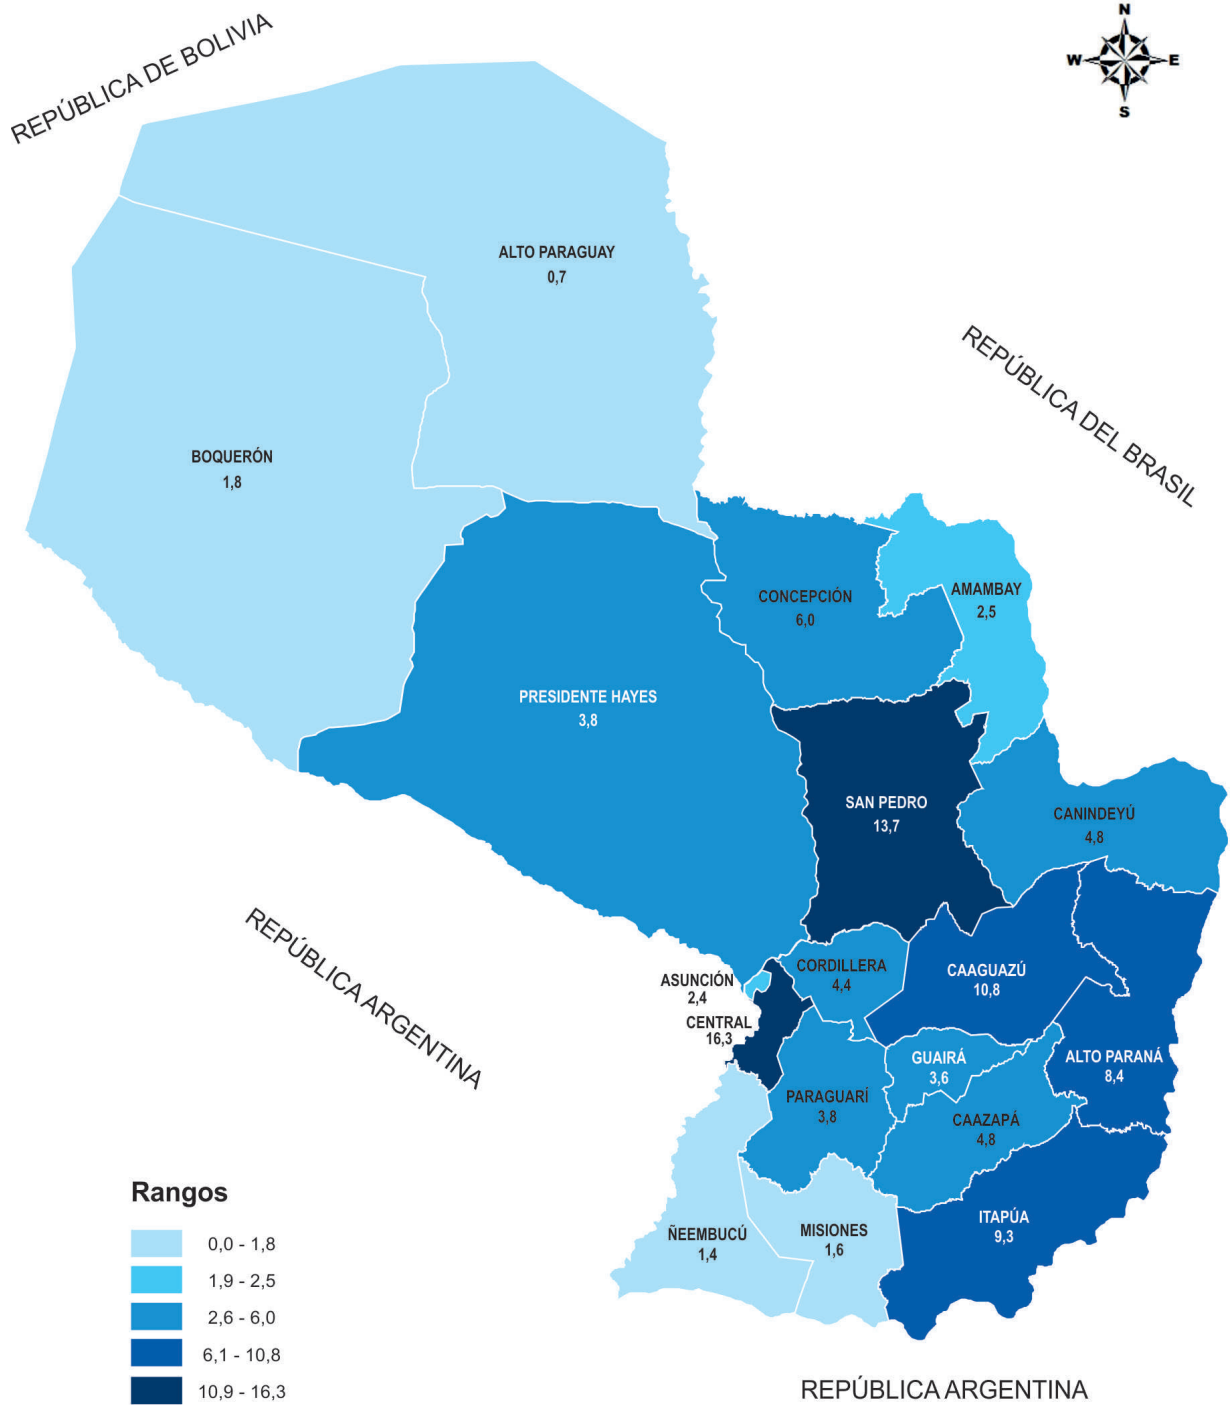 N
W
E
S
REPÚBLICA DE BOLIVIA
ALTO PARAGUAY
0,7
REPÚBLICA DEL BRASIL
BOQUERÓN
1,8
CONCEPCIÓN
6,0
AMAMBAY
2,5
PRESIDENTE HAYES
3,8
SAN PEDRO
13,7
CANINDEYÚ
4,8
REPÚBLICA ARGENTINA
ASUNCIÓN
2,4
CORDILLERA
4,4
CAAGUAZÚ
10,8
CENTRAL
16,3
GUAIRÁ
3,6
ALTO PARANÁ
8,4
PARAGUARÍ
3,8
CAAZAPÁ
4,8
ÑEEMBUCÚ
1,4
MISIONES
1,6
ITAPÚA
9,3
Rangos
0,0 - 1,8
1,9 - 2,5
2,6 - 6,0
6,1 - 10,8
10,9 - 16,3
REPÚBLICA ARGENTINA